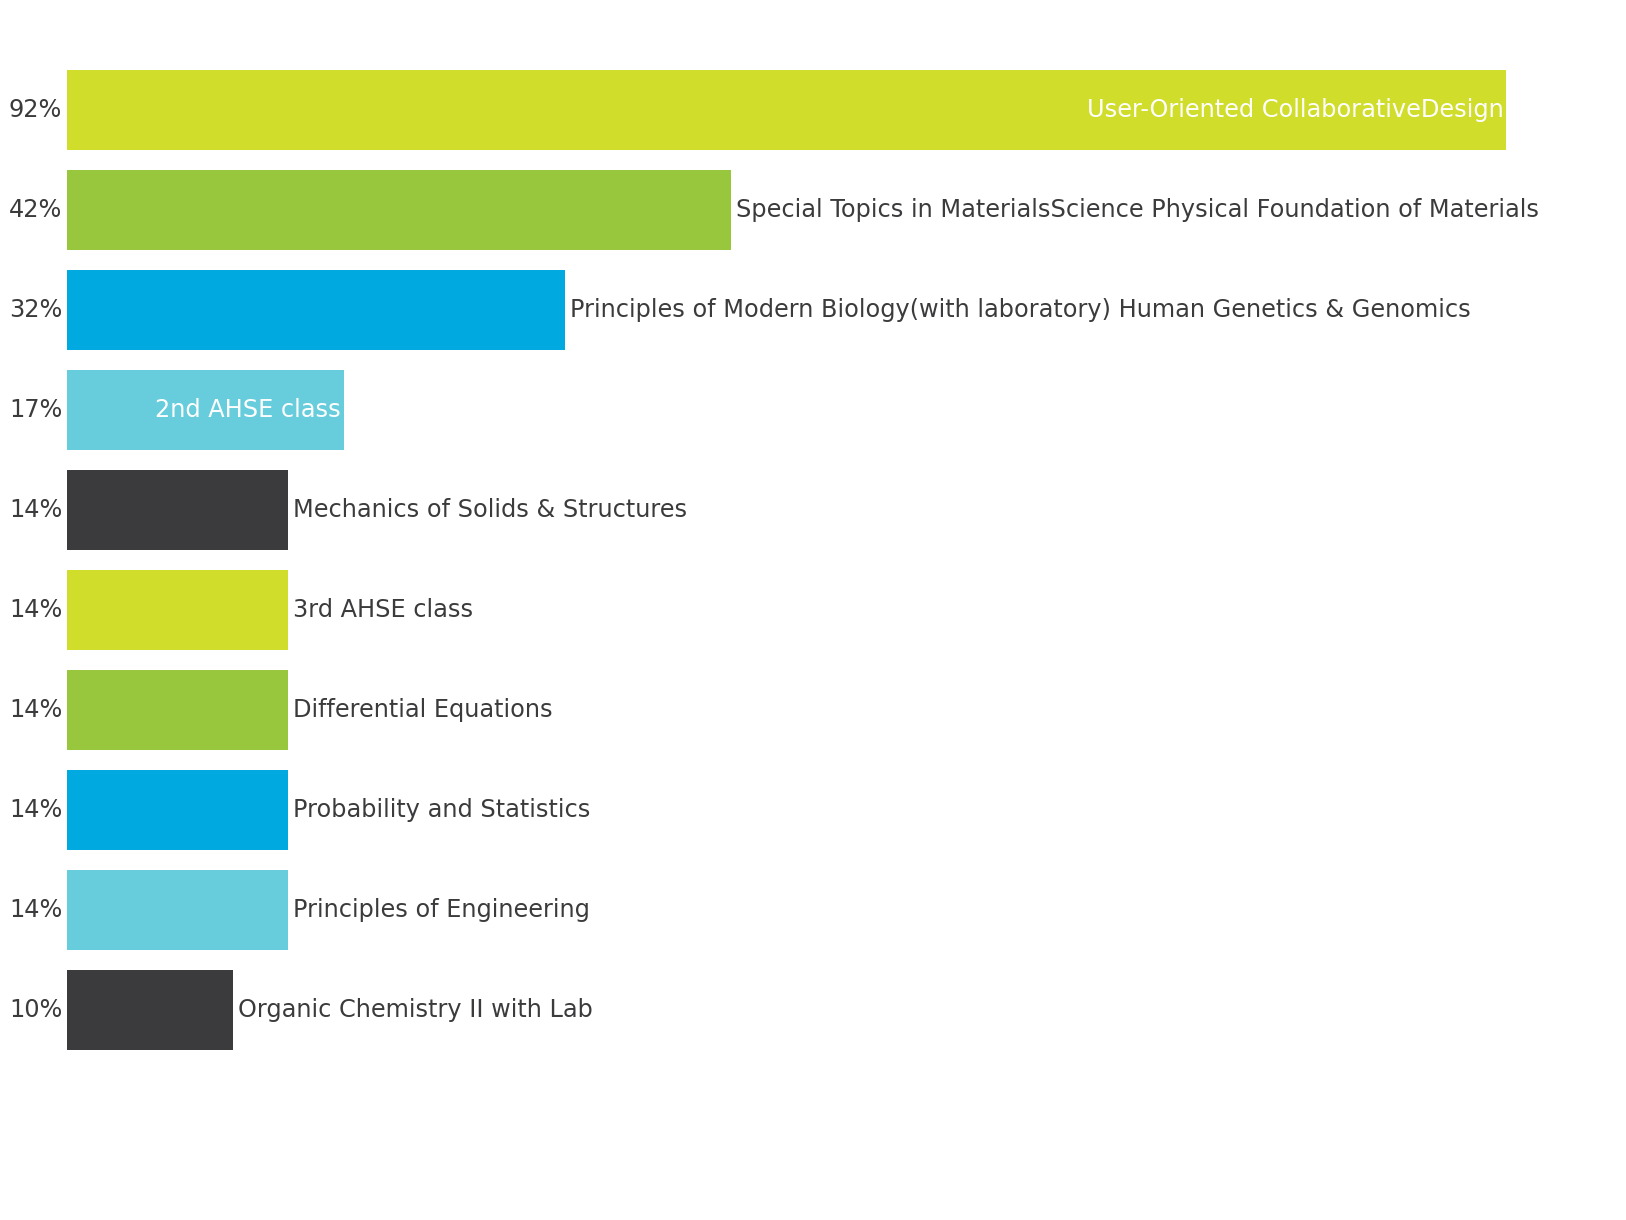 92% User-Oriented CollaborativeDesign
42% Special Topics in MaterialsScience Physical Foundation of Materials
32% Principles of Modern Biology(with laboratory) Human Genetics & Genomics
17% 2nd AHSE class
14% Mechanics of Solids & Structures
14% 3rd AHSE class
14% Differential Equations
14% Probability and Statistics
14% Principles of Engineering
10% Organic Chemistry II with Lab